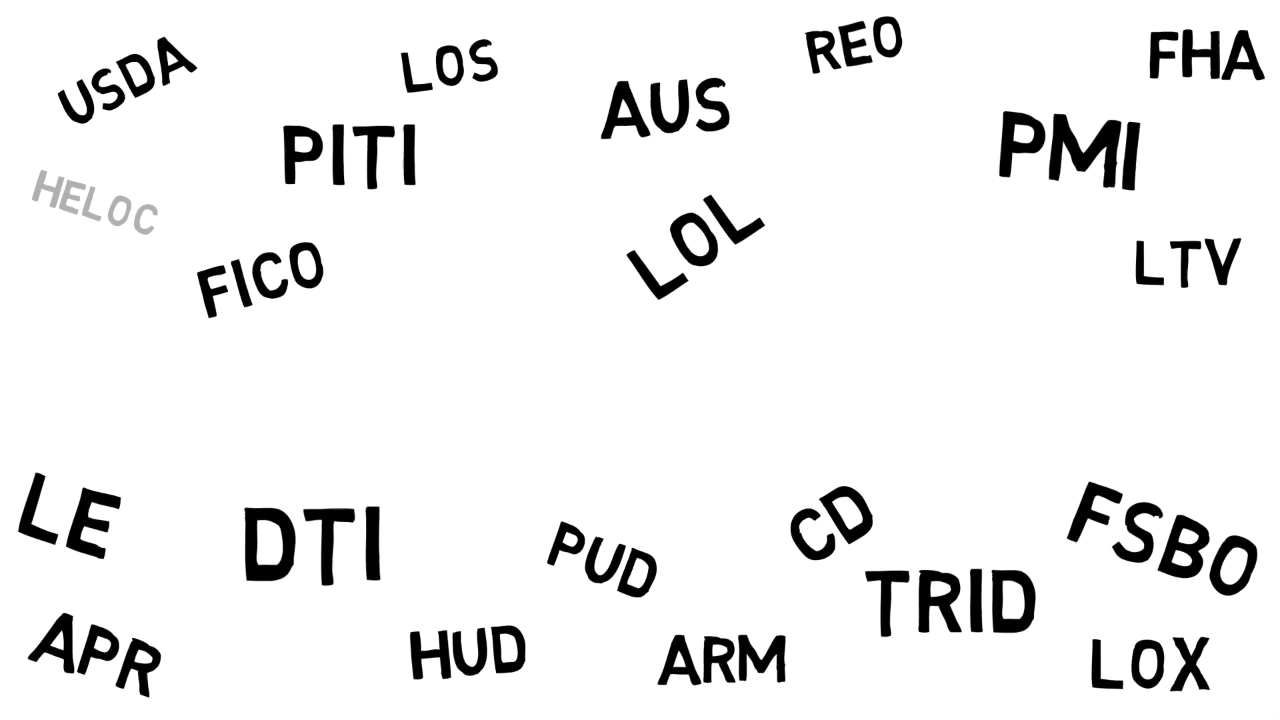 USDA
LOS
REO
FHA
AUS
PITI
PMI
HELOC
LOL
FICO
LTV
LE
DTI
PUD
CD
FSBO
TRID
APR
HUD
ARM
LOX